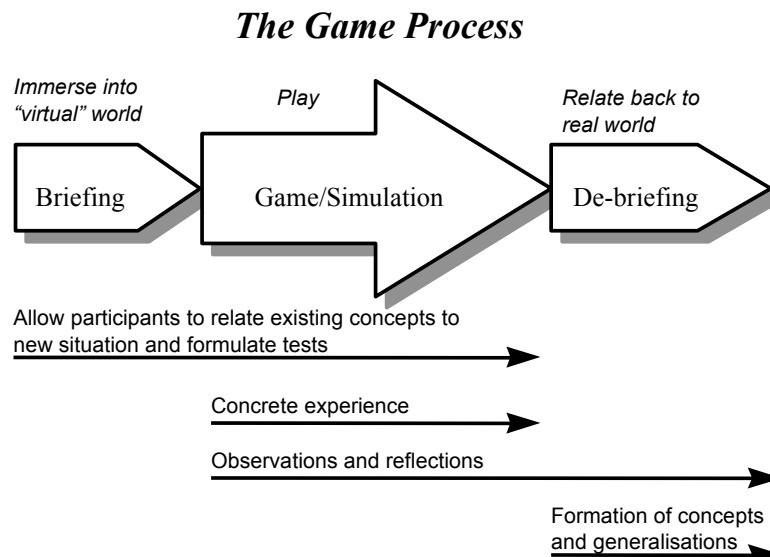 The Game Process
Immerse into
“virtual” world
Play
Relate back to
real world
Briefing
Game/Simulation
De-briefing
Allow participants to relate existing concepts to
new situation and formulate tests
Concrete experience
Observations and reflections
Formation of concepts
and generalisations